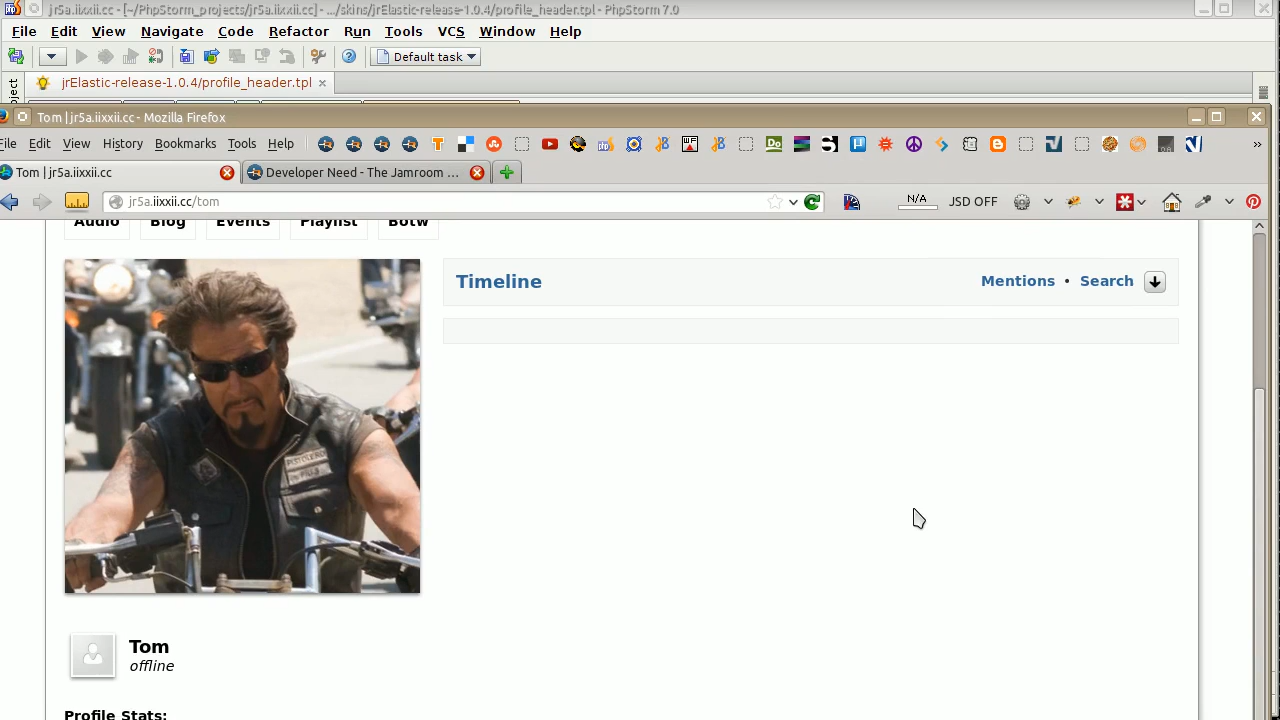 jr5a.iixxii.cc - [~/PhpStorm_projects/jr5a.iixxii.cc] - .../skins/jrElastic-release-1.0.4/profile_header.tpl - PhpStorm 7.0
File Edit View Navigate Code Refactor Run Tools VCS Window Help
Default task
jrElastic-release-1.0.4/profile_header.tpl
Tom | jr5a.iixxii.cc - Mozilla Firefox
Edit View History Bookmarks Tools Help
Tom | jr5a.iixxii.cc
Developer Need - The Jamroom ...
jr5a.iixxii.cc/tom
N/A JSD OFF
Audio Blog Events Playlist Botw
Timeline Mentions • Search
Tom
offline
Profile Stats: